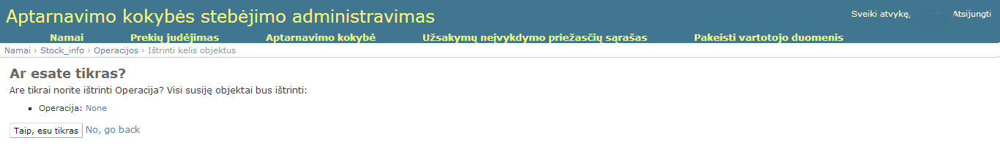 Aptarnavimo kokybės stebėjimo administravimas
Sveiki atvykę, Atsijungti
Namai Prekių judėjimas Aptarnavimo kokybė Užsakymų neįvykdymo priežasčių sąrašas Pakeisti vartotojo duomenis
Namai › Stock_info › Operacijos › Ištrinti kelis objektus
Ar esate tikras?
Are tikrai norite ištrinti Operacija? Visi susiję objektai bus ištrinti:
Operacija: None
Taip, esu tikras No, go back